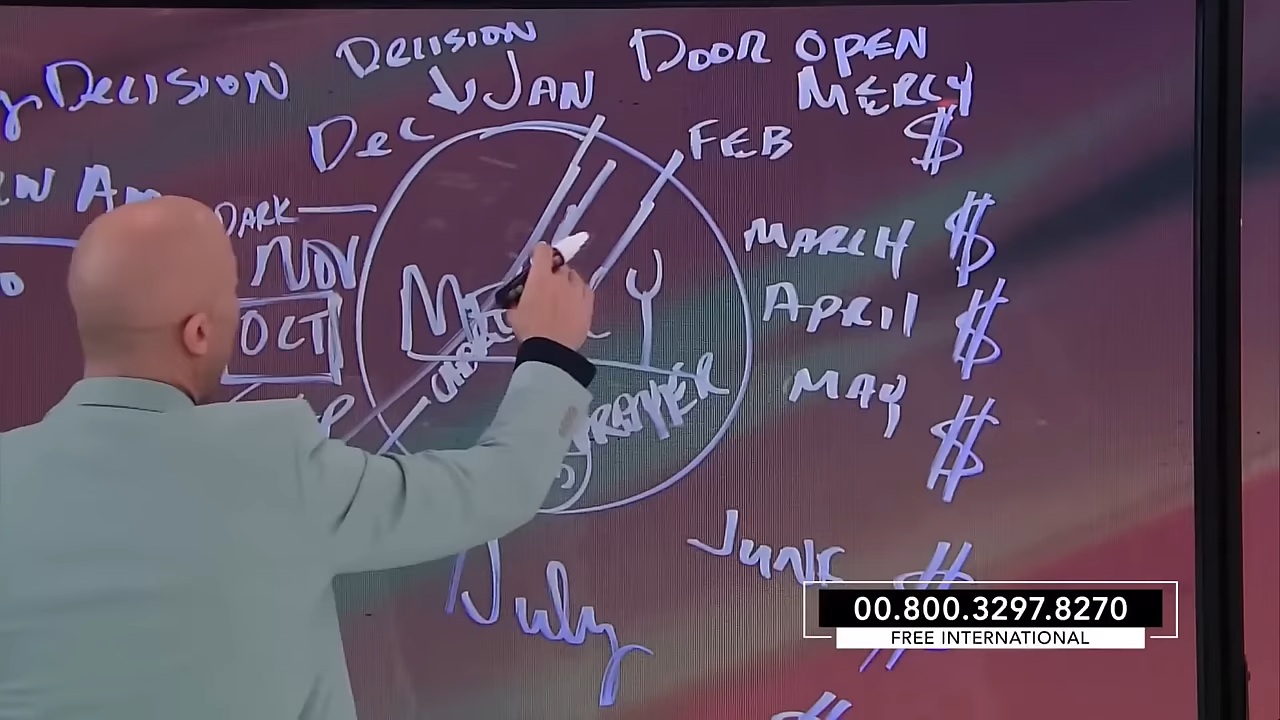 DECISION
DECISION
JAN
DOOR OPEN
MERCY
DEC
FEB
$
DARK
NOV
MARCH $
OCT
APRIL $
MAY
$
PRAYER
JUNE $
July
$
00.800.3297.8270
FREE INTERNATIONAL